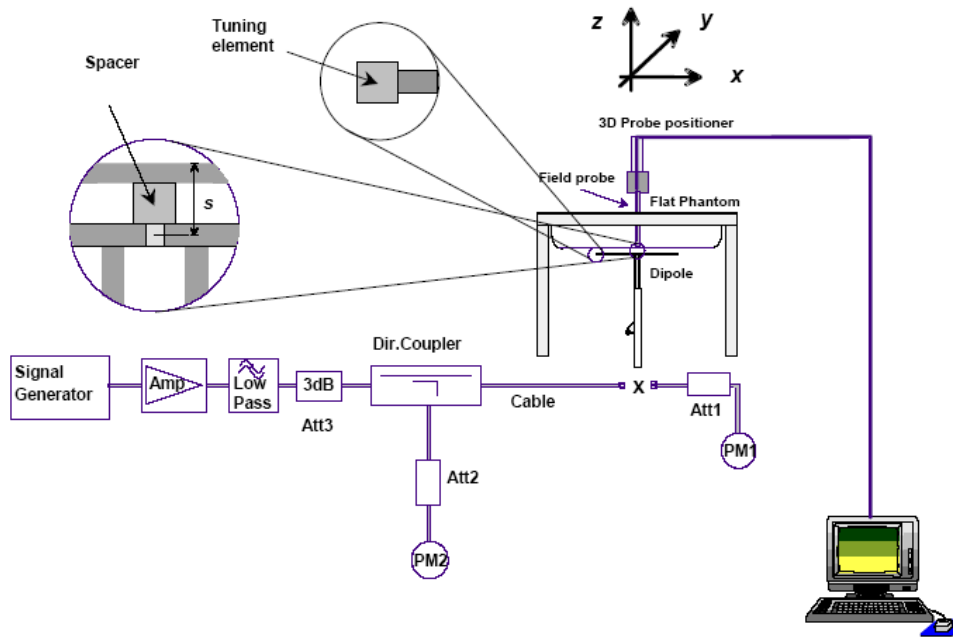 Tuning
element
Spacer
s
z
y
x
3D Probe positioner
Field probe
Flat Phantom
Dipole
Signal
Generator
Amp
Low
Pass
3dB
Att3
Dir.Coupler
Cable
X
Att1
PM1
Att2
PM2